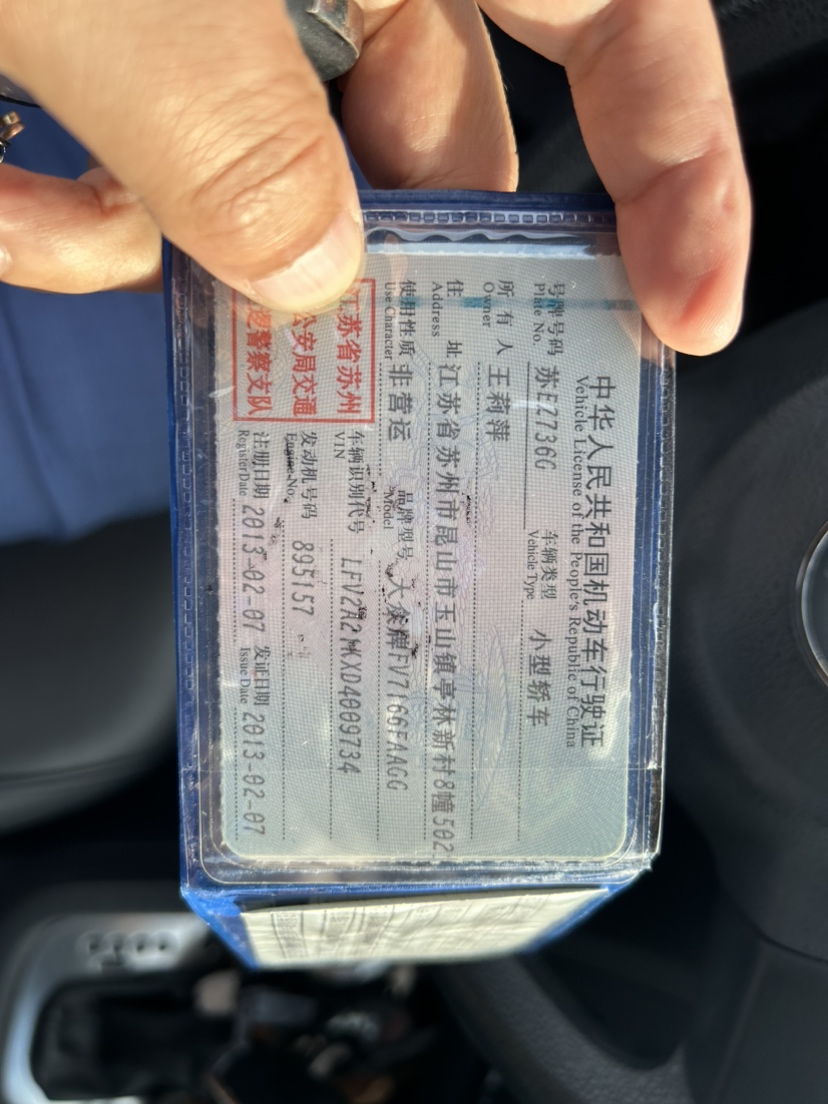 中华人民共和国机动车行驶证
Vehicle License of the People's Republic of China
号牌号码 苏EZ736G 车辆类型 小型轿车
Plate No. Vehicle Type
所有人 王莉萍
Owner
住址 江苏省苏州市昆山市玉山镇亭林新村8幢502
Address
使用性质 非营运 品牌型号 大众牌FV7166FAAGG
Use Character Model
江苏省苏州
公安局交通
巡警察支队
车辆识别代号 LFV2A21KXD4009734
VIN
发动机号码 895157
Engine No.
注册日期 2013-02-07 发证日期 2013-02-07
Register Date Issue Date